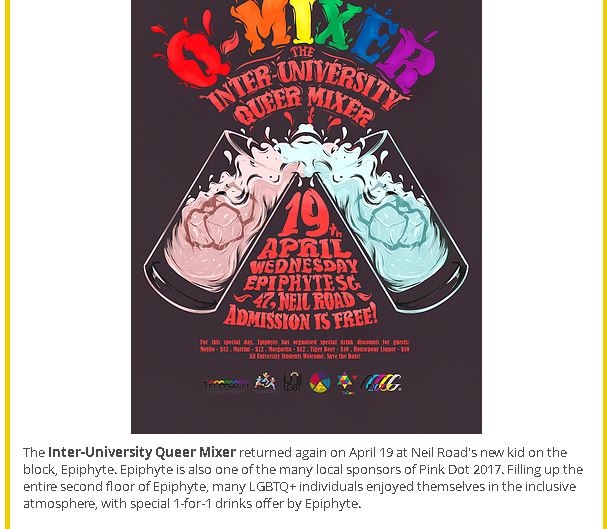 Q-MIXER
THE
INTER-UNIVERSITY
QUEER MIXER
19th
APRIL
WEDNESDAY
EPIPHYTE SG
47, NEIL ROAD
ADMISSION IS FREE!
For this special day, Epiphyte has organised special drink discounts for guests:
Mojito - $12 . Martini - $12 . Margarita - $12 . Tiger Beer - $10 . Housepour Liquor - $10
All University Students Welcome. Save the Date!
The Inter-University Queer Mixer returned again on April 19 at Neil Road's new kid on the
block, Epiphyte. Epiphyte is also one of the many local sponsors of Pink Dot 2017. Filling up the
entire second floor of Epiphyte, many LGBTQ+ individuals enjoyed themselves in the inclusive
atmosphere, with special 1-for-1 drinks offer by Epiphyte.